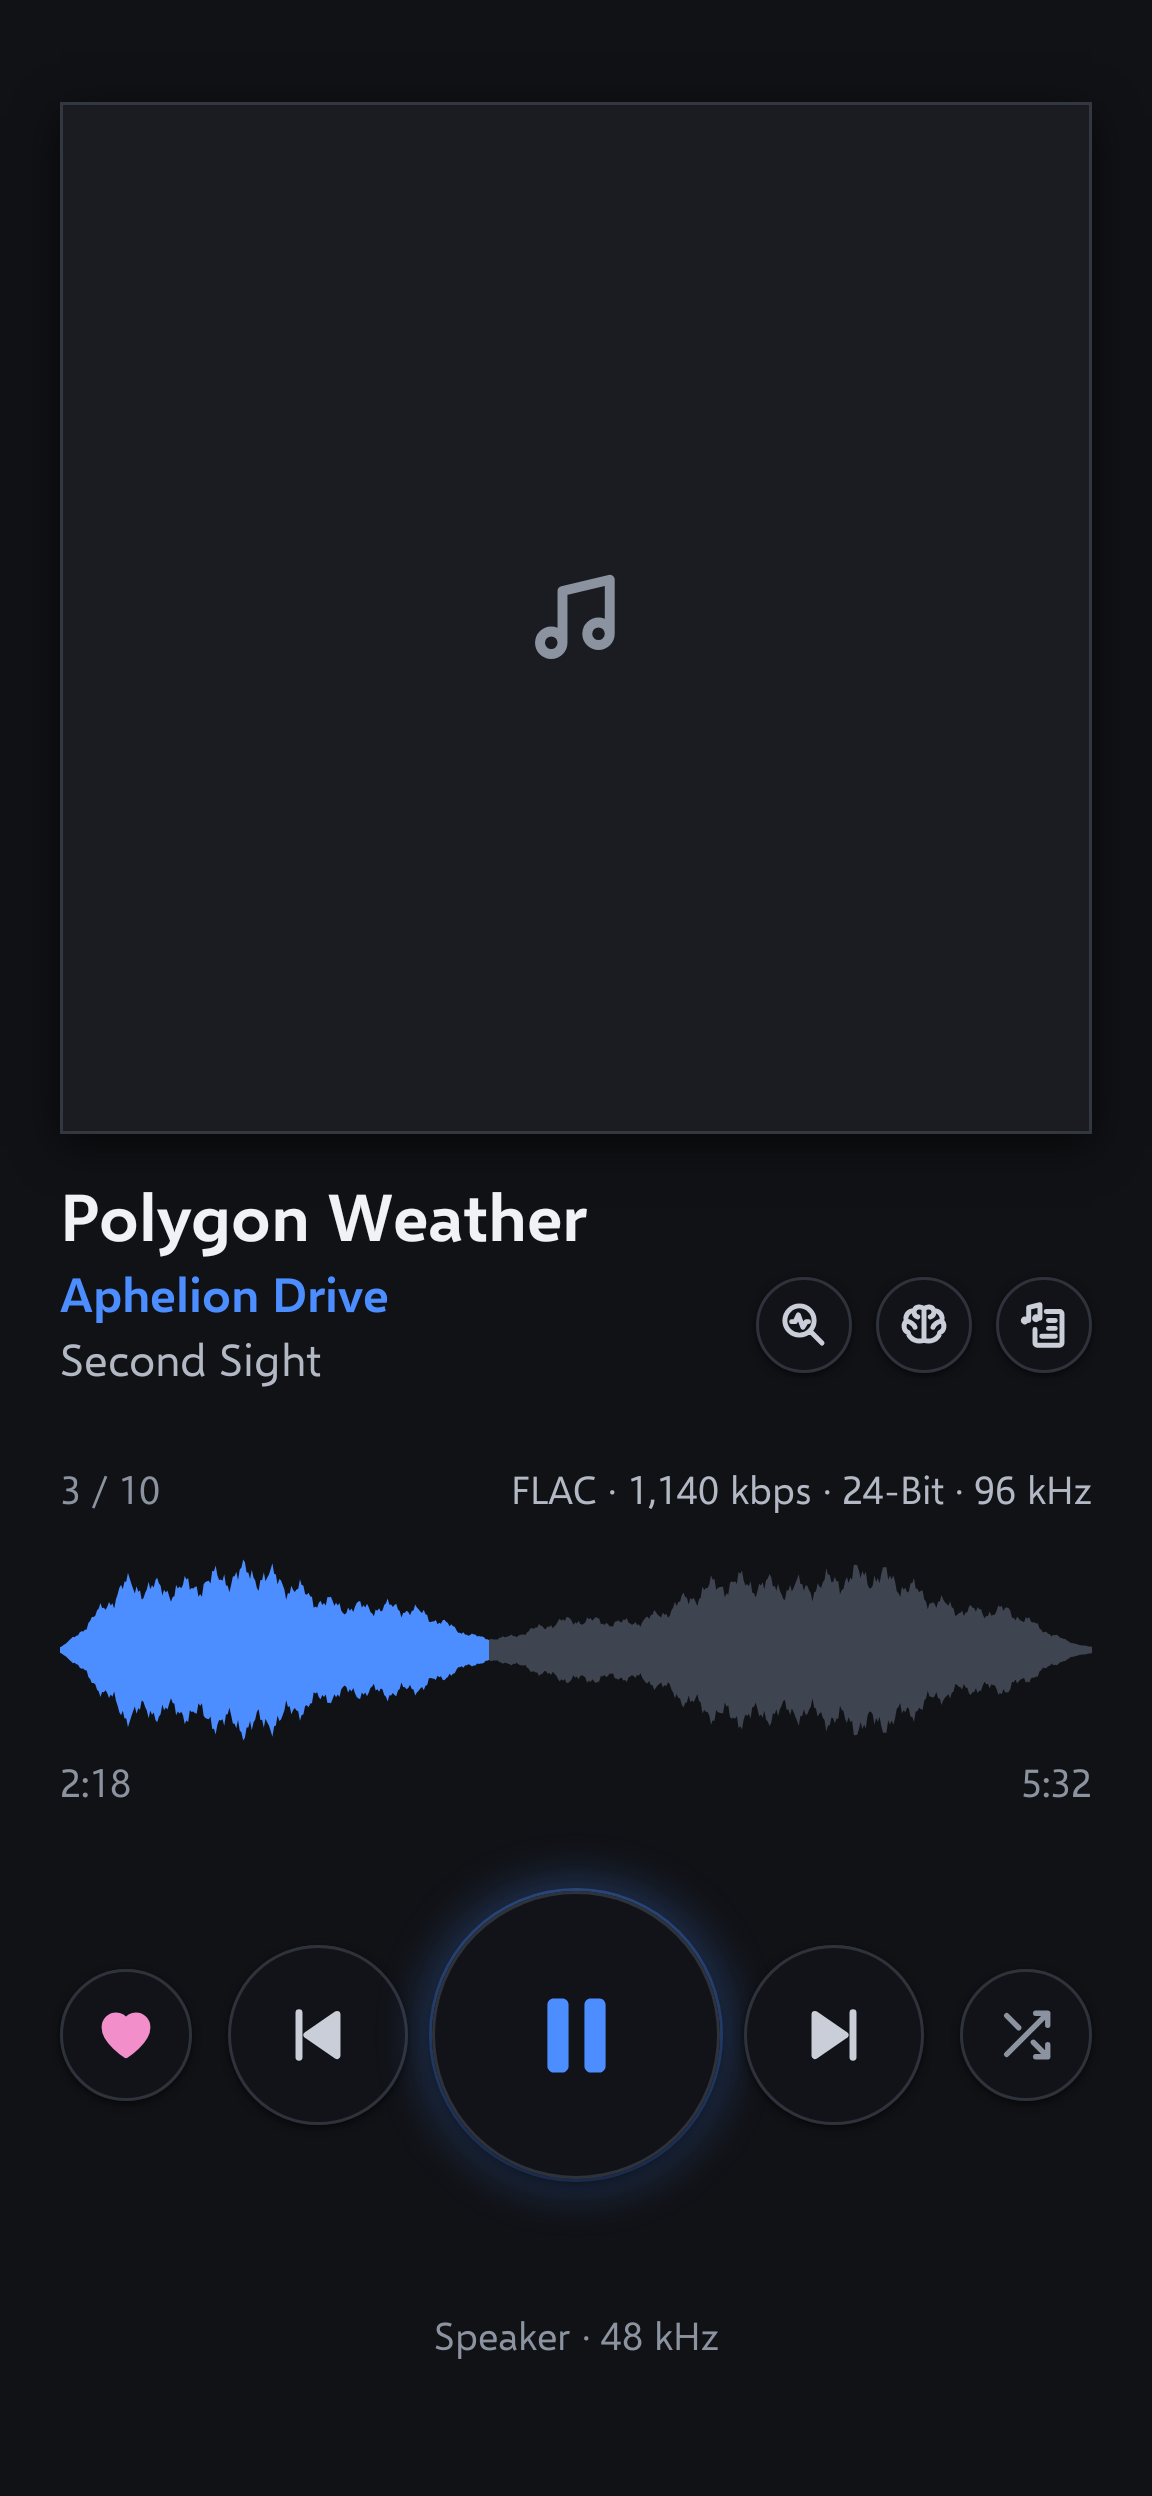 Polygon Weather
Aphelion Drive
Second Sight
3 / 10
FLAC · 1,140 kbps · 24-Bit · 96 kHz
2:18
5:32
Speaker · 48 kHz